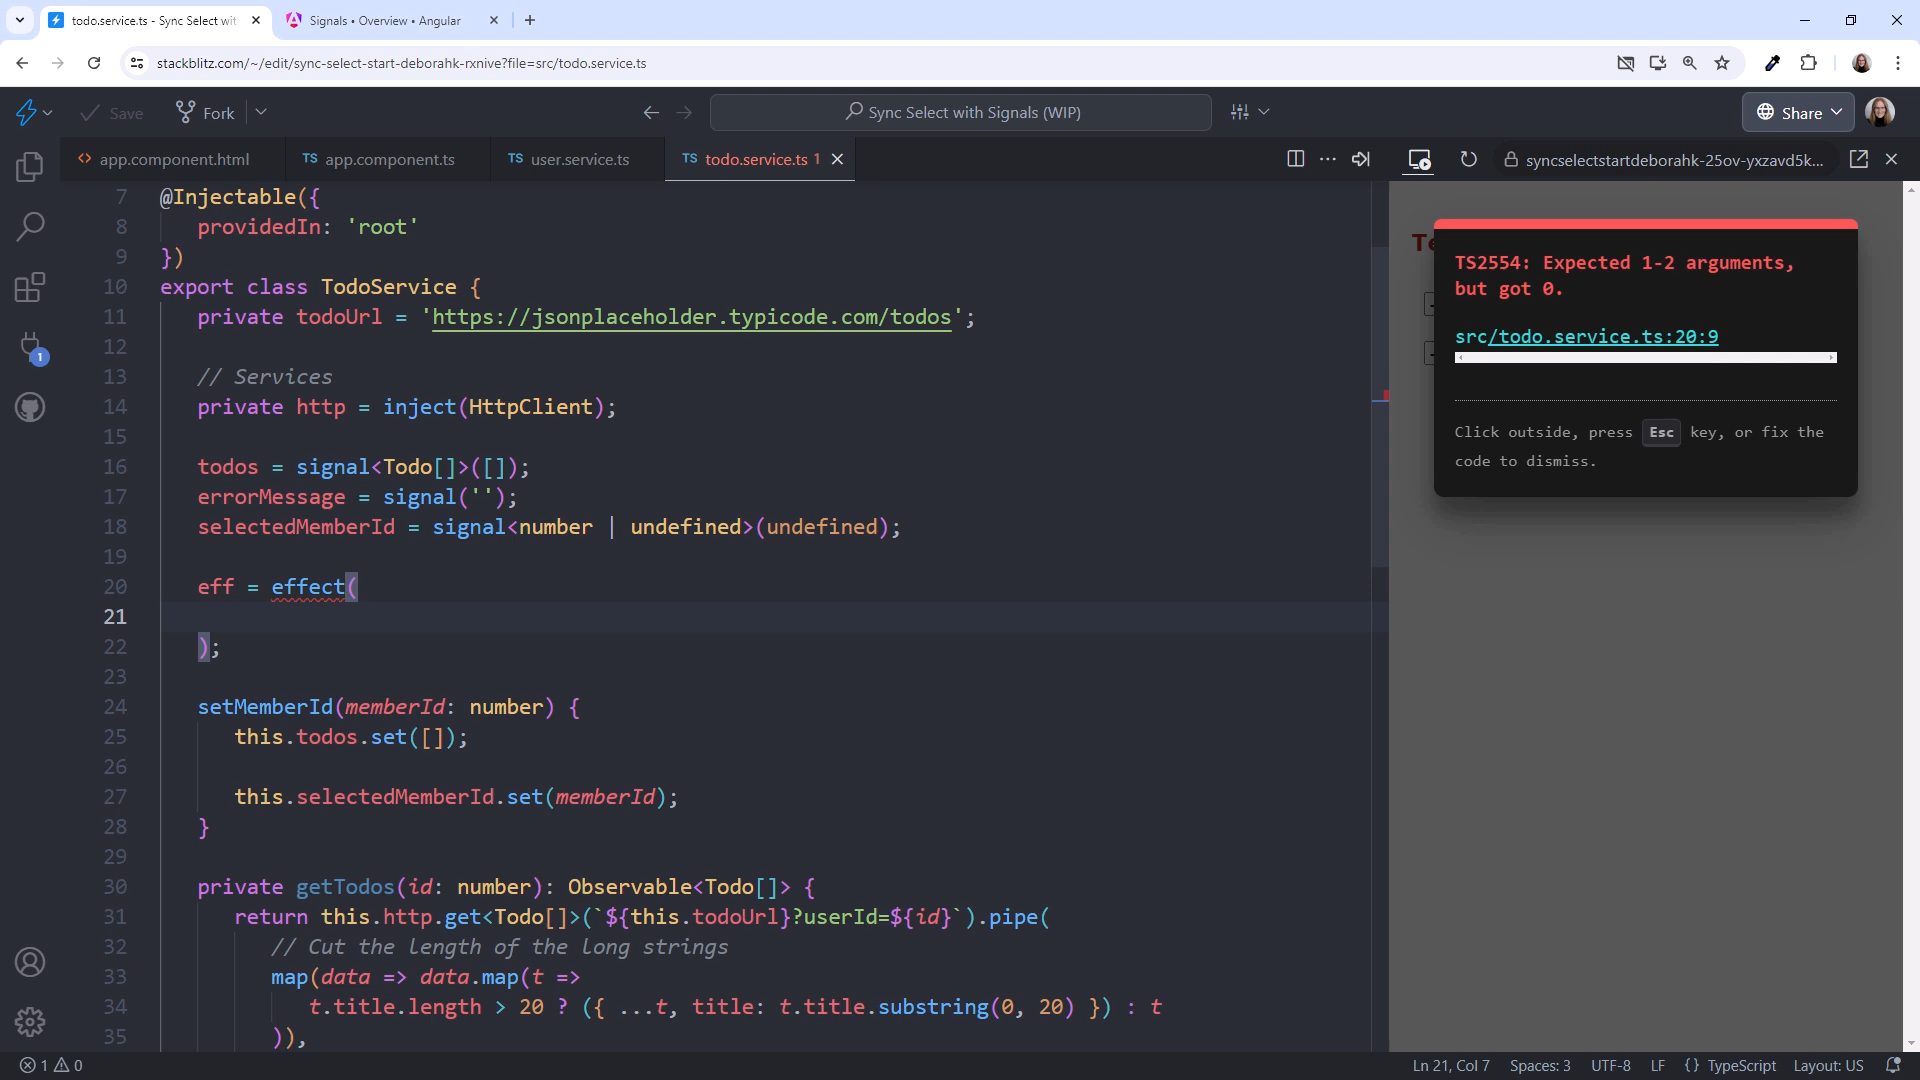 todo.service.ts - Sync Select wit
Signals • Overview • Angular
stackblitz.com/~/edit/sync-select-start-deborahk-rxnive?file=src/todo.service.ts
Save
Fork
Sync Select with Signals (WIP)
Share
<> app.component.html
TS app.component.ts
TS user.service.ts
TS todo.service.ts 1
syncselectstartdeborahk-25ov-yxzavd5k...
7 @Injectable({
8 providedIn: 'root'
9 })
10 export class TodoService {
11 private todoUrl = 'https://jsonplaceholder.typicode.com/todos';
12
13 // Services
14 private http = inject(HttpClient);
15
16 todos = signal<Todo[]>([]);
17 errorMessage = signal('');
18 selectedMemberId = signal<number | undefined>(undefined);
19
20 eff = effect(
21
22 );
23
24 setMemberId(memberId: number) {
25 this.todos.set([]);
26
27 this.selectedMemberId.set(memberId);
28 }
29
30 private getTodos(id: number): Observable<Todo[]> {
31 return this.http.get<Todo[]>(`${this.todoUrl}?userId=${id}`).pipe(
32 // Cut the length of the long strings
33 map(data => data.map(t =>
34 t.title.length > 20 ? ({ ...t, title: t.title.substring(0, 20) }) : t
35 )),
1
TS2554: Expected 1-2 arguments,
but got 0.
src/todo.service.ts:20:9
Click outside, press Esc key, or fix the
code to dismiss.
1 0
Ln 21, Col 7
Spaces: 3
UTF-8
LF
{} TypeScript
Layout: US